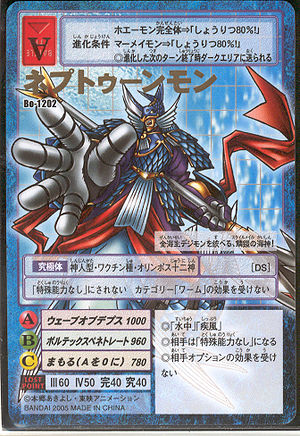 A
進化条件
ホエーモン完全体⇒「しょうりつ80%!」
マーメイモン⇒「しょうりつ80%!」
◎進化した次のターン終了時ダークエリアに送られる
ネプトゥーンモン
Bo-1202
全海王デジモンを統べる、鱗鎧の海神!
究極体 神人型・ワクチン種・オリンポス十二神 [DS]
「特殊能力なし」にされない カテゴリー「ワーム」の効果を受けない
A ウェーブオブデプス 1000
B ボルテックスペネトレート 960
C まもる(Aを0に) 780
◎「水中」「疾風」
◎相手は「特殊能力なし」になる
◎相手オプションの効果を受けない
LOST POINT Ⅲ60 Ⅳ50 完40 究40
©本郷あきよし・東映アニメーション
BANDAI 2005 MADE IN CHINA